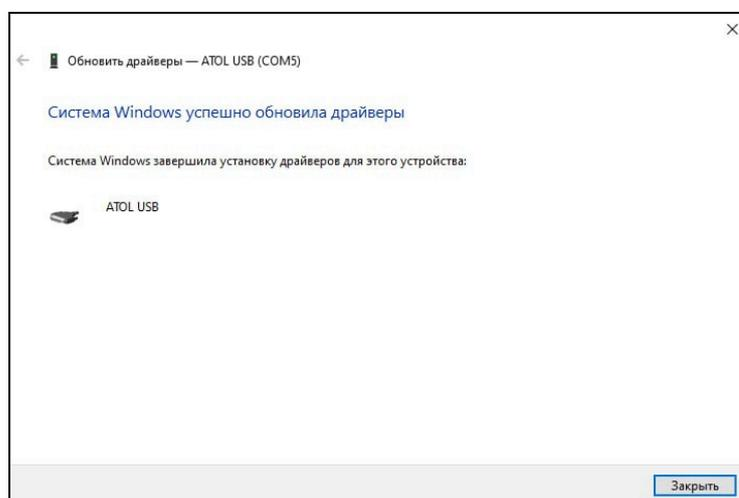 Обновить драйверы — ATOL USB (COM5)
Система Windows успешно обновила драйверы
Система Windows завершила установку драйверов для этого устройства:
ATOL USB
Закрыть